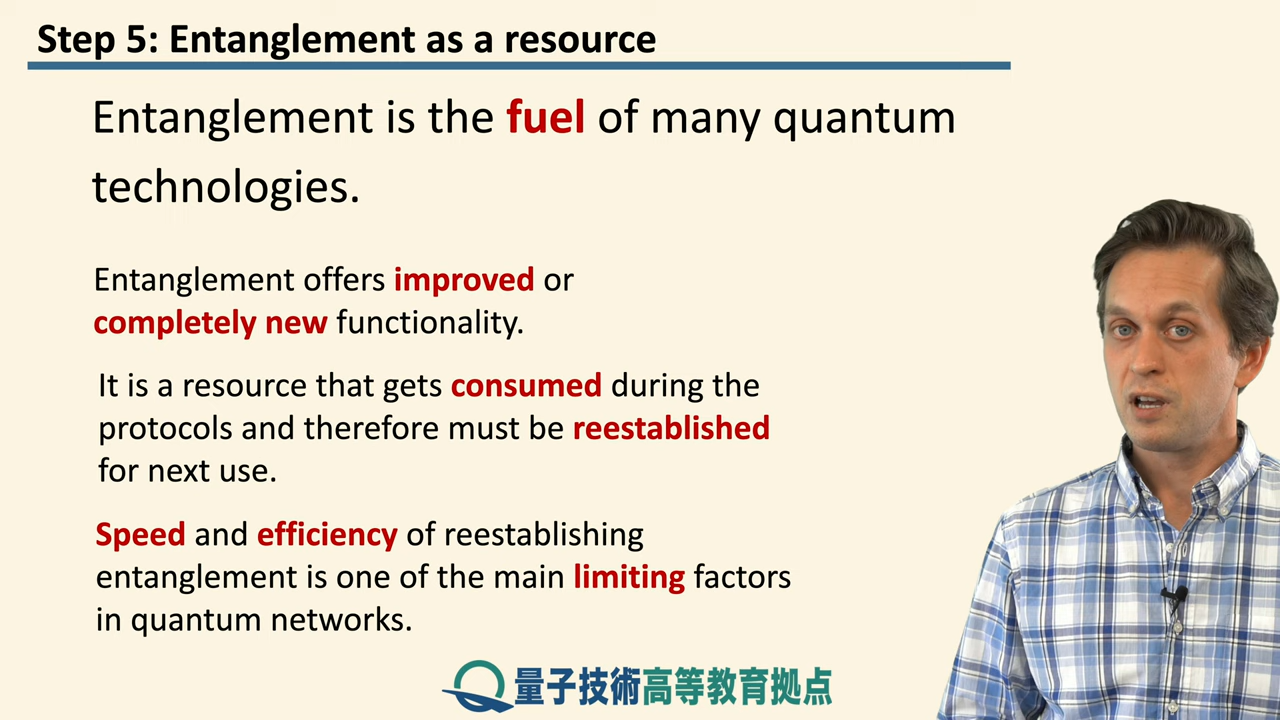 Step 5: Entanglement as a resource
Entanglement is the fuel of many quantum
technologies.
Entanglement offers improved or
completely new functionality.
It is a resource that gets consumed during the
protocols and therefore must be reestablished
for next use.
Speed and efficiency of reestablishing
entanglement is one of the main limiting factors
in quantum networks.
量子技術高等教育拠点